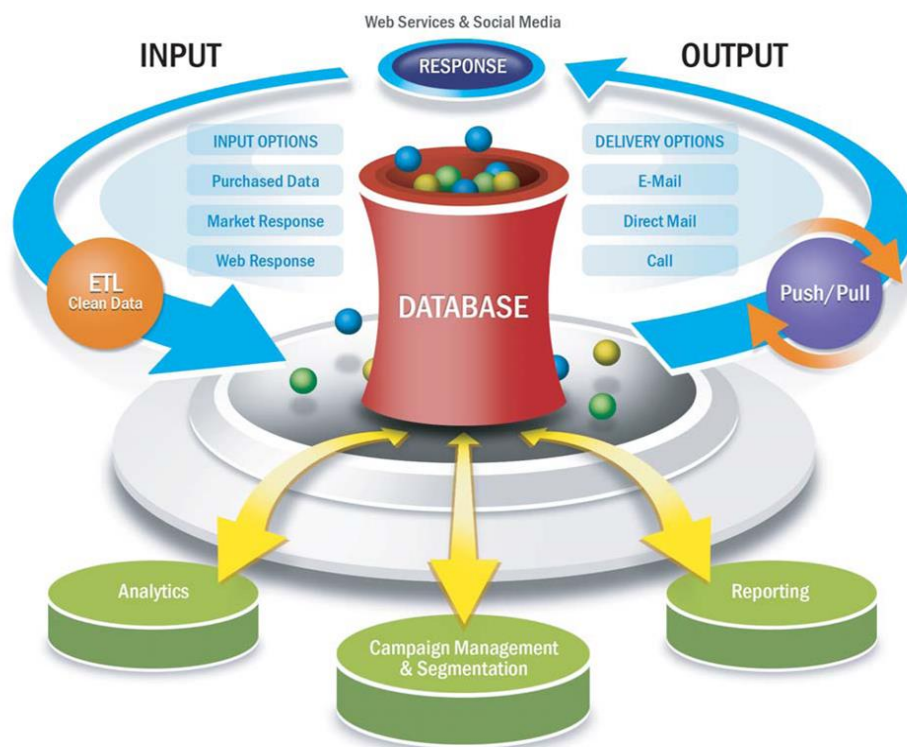 Web Services & Social Media
INPUT
RESPONSE
OUTPUT
INPUT OPTIONS
Purchased Data
Market Response
Web Response
DELIVERY OPTIONS
E-Mail
Direct Mail
Call
ETL
Clean Data
DATABASE
Push/Pull
Analytics
Campaign Management
& Segmentation
Reporting